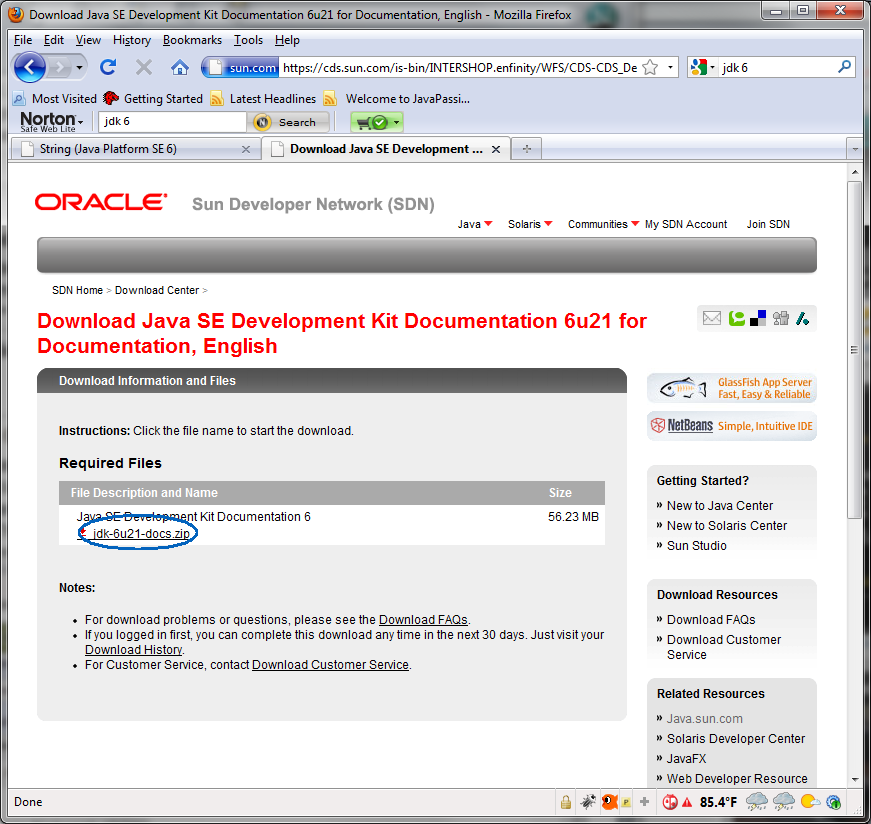 Download Java SE Development Kit Documentation 6u21 for Documentation, English - Mozilla Firefox
File Edit View History Bookmarks Tools Help
sun.com https://cds.sun.com/is-bin/INTERSHOP.enfinity/WFS/CDS-CDS_De jdk 6
Most Visited Getting Started Latest Headlines Welcome to JavaPassi...
Norton Safe Web Lite jdk 6 Search
String (Java Platform SE 6) Download Java SE Development ...
ORACLE Sun Developer Network (SDN)
Java Solaris Communities My SDN Account Join SDN
SDN Home > Download Center >
Download Java SE Development Kit Documentation 6u21 for
Documentation, English
Download Information and Files
Instructions: Click the file name to start the download.
Required Files
File Description and Name Size
Java SE Development Kit Documentation 6 56.23 MB
jdk-6u21-docs.zip
Notes:
• For download problems or questions, please see the Download FAQs.
• If you logged in first, you can complete this download any time in the next 30 days. Just visit your
Download History.
• For Customer Service, contact Download Customer Service.
GlassFish App Server
Fast, Easy & Reliable
NetBeans Simple, Intuitive IDE
Getting Started?
» New to Java Center
» New to Solaris Center
» Sun Studio
Download Resources
» Download FAQs
» Download Customer
Service
Related Resources
» Java.sun.com
» Solaris Developer Center
» JavaFX
» Web Developer Resource
Done P 85.4°F